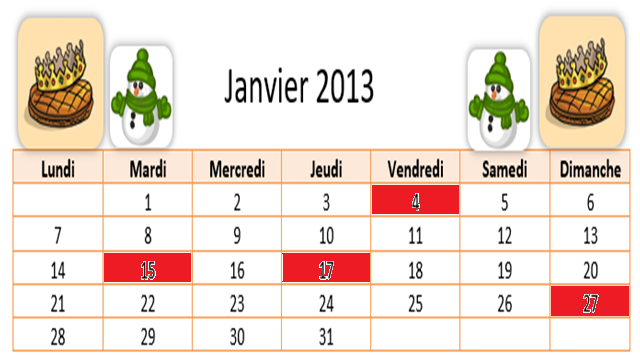 Janvier 2013
Lundi Mardi Mercredi Jeudi Vendredi Samedi Dimanche
1 2 3 4 5 6
7 8 9 10 11 12 13
14 15 16 17 18 19 20
21 22 23 24 25 26 27
28 29 30 31